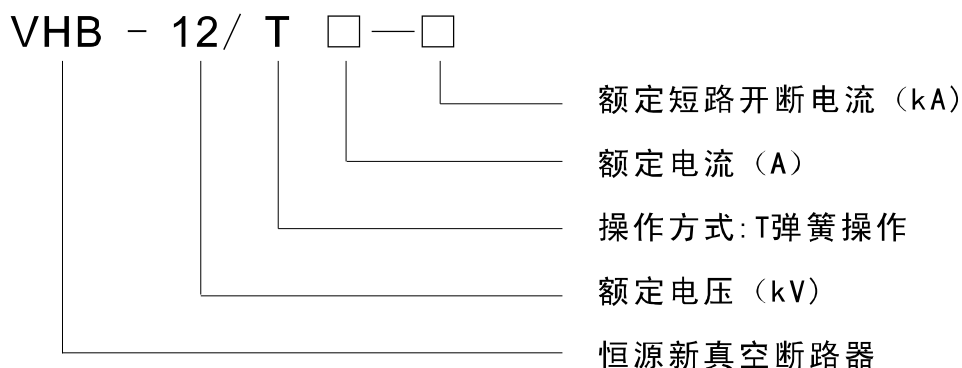 VHB - 12/ T □—□
额定短路开断电流（kA）
额定电流（A）
操作方式:T弹簧操作
额定电压（kV）
恒源新真空断路器